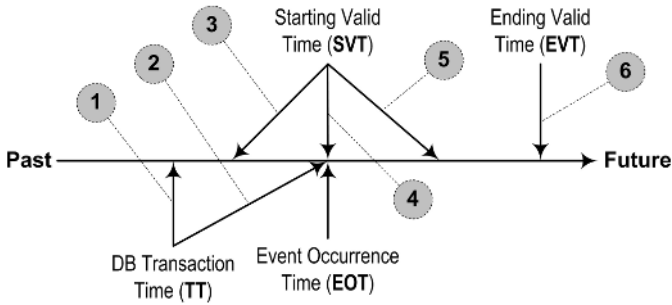 Starting Valid
Time (SVT)
Ending Valid
Time (EVT)
3
2
5
6
1
Past
Future
4
DB Transaction
Time (TT)
Event Occurrence
Time (EOT)